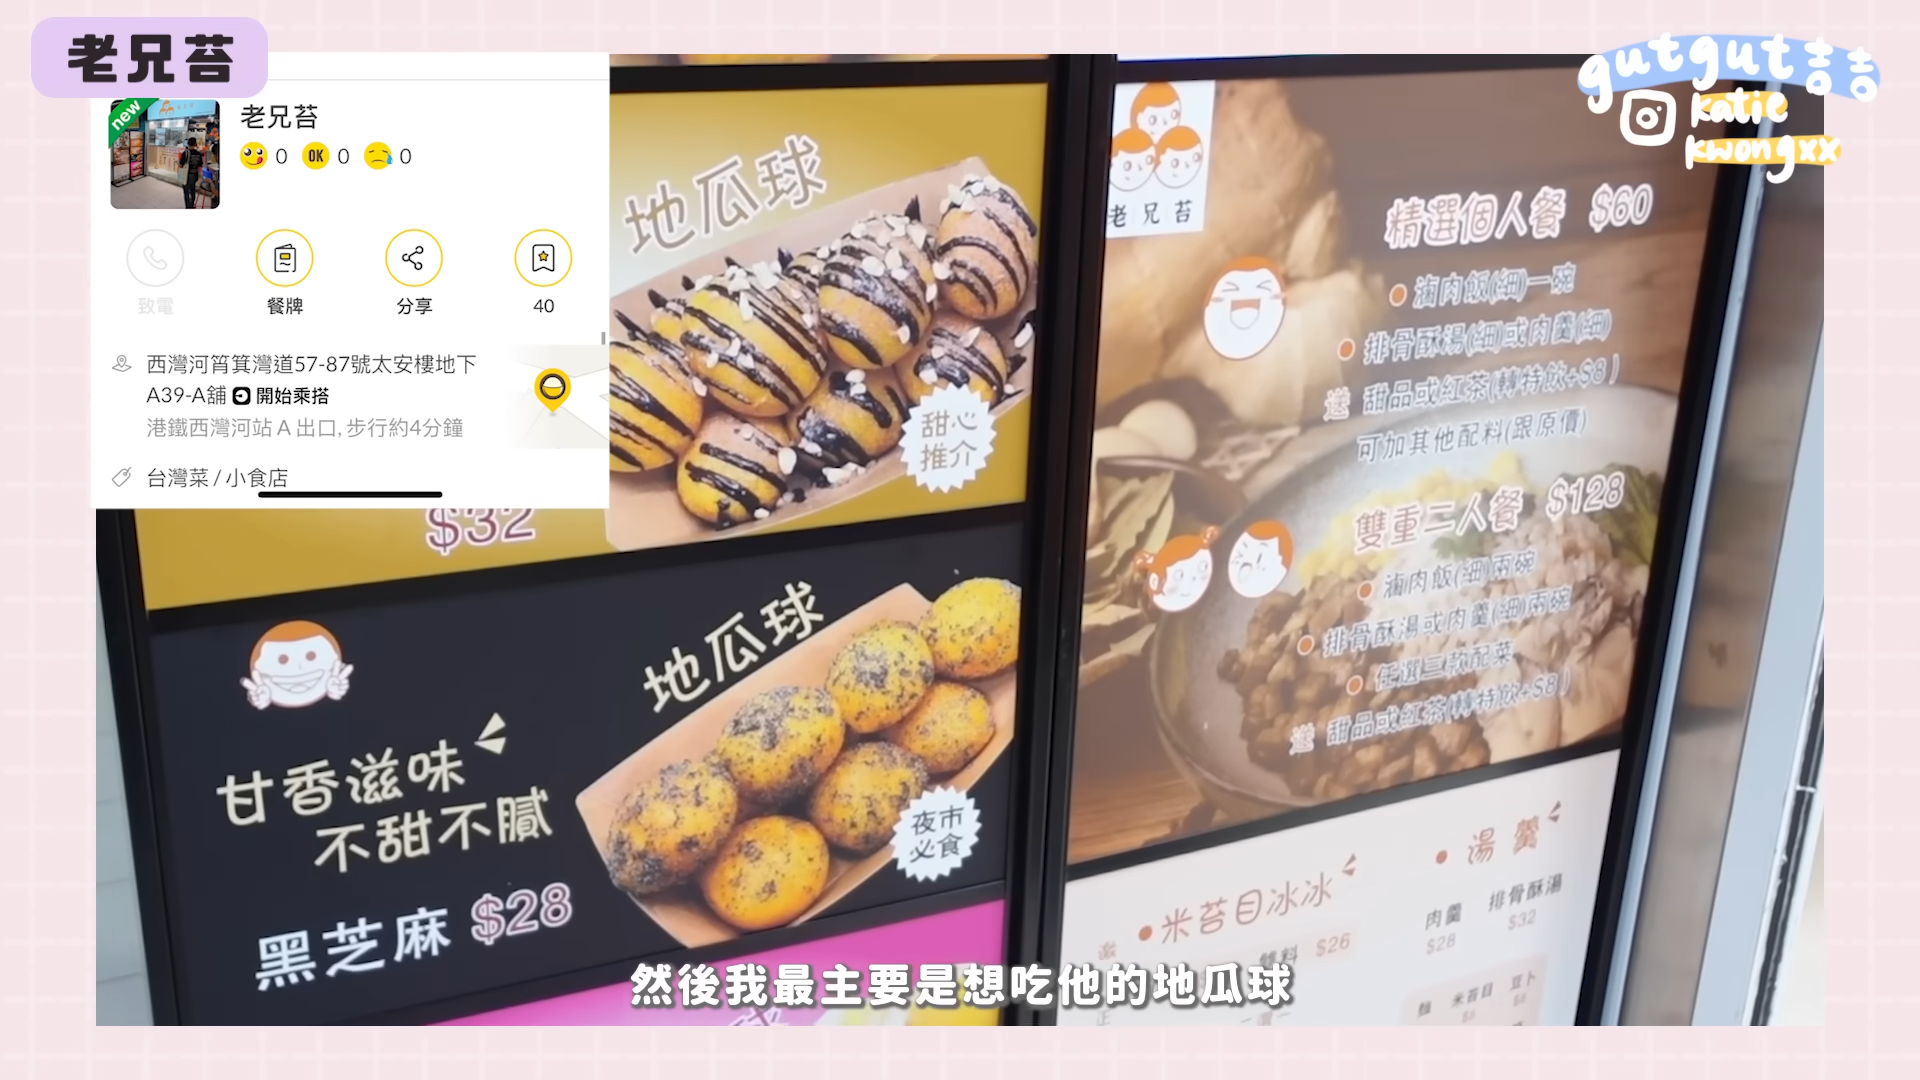 老兄苔
gutgut吉吉
katie
kwongxx
new
老兄苔
0 OK 0 0
致電
餐牌
分享
40
西灣河筲箕灣道57-87號太安樓地下
A39-A舖 開始乘搭
港鐵西灣河站 A 出口, 步行約4分鐘
台灣菜 / 小食店
地瓜球
甜心
推介
$32
地瓜球
甘香滋味
不甜不膩
黑芝麻 $28
夜市
必食
老兄苔
精選個人餐 $60
滷肉飯(細)一碗
排骨酥湯(細)或肉羹(細)
送 甜品或紅茶(轉特飲+$8)
可加其他配料(跟原價)
雙重二人餐 $128
滷肉飯(細)兩碗
排骨酥湯或肉羹(細)兩碗
任選二款配菜
送 甜品或紅茶(轉特飲+$8)
米苔目冰冰
$26
湯羹
肉羹
$28
排骨酥湯
$32
米苔目
豆卜
然後我最主要是想吃他的地瓜球